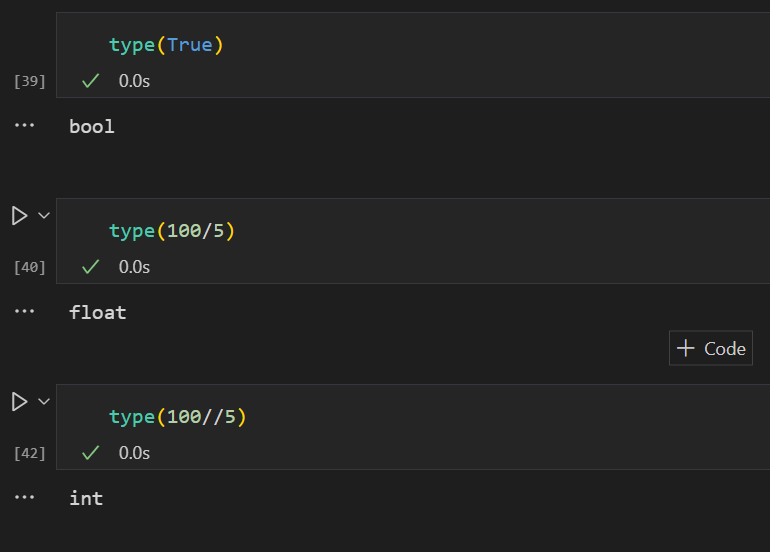 type(True)
[39]
0.0s
bool
type(100/5)
[40]
0.0s
float
Code
type(100//5)
[42]
0.0s
int